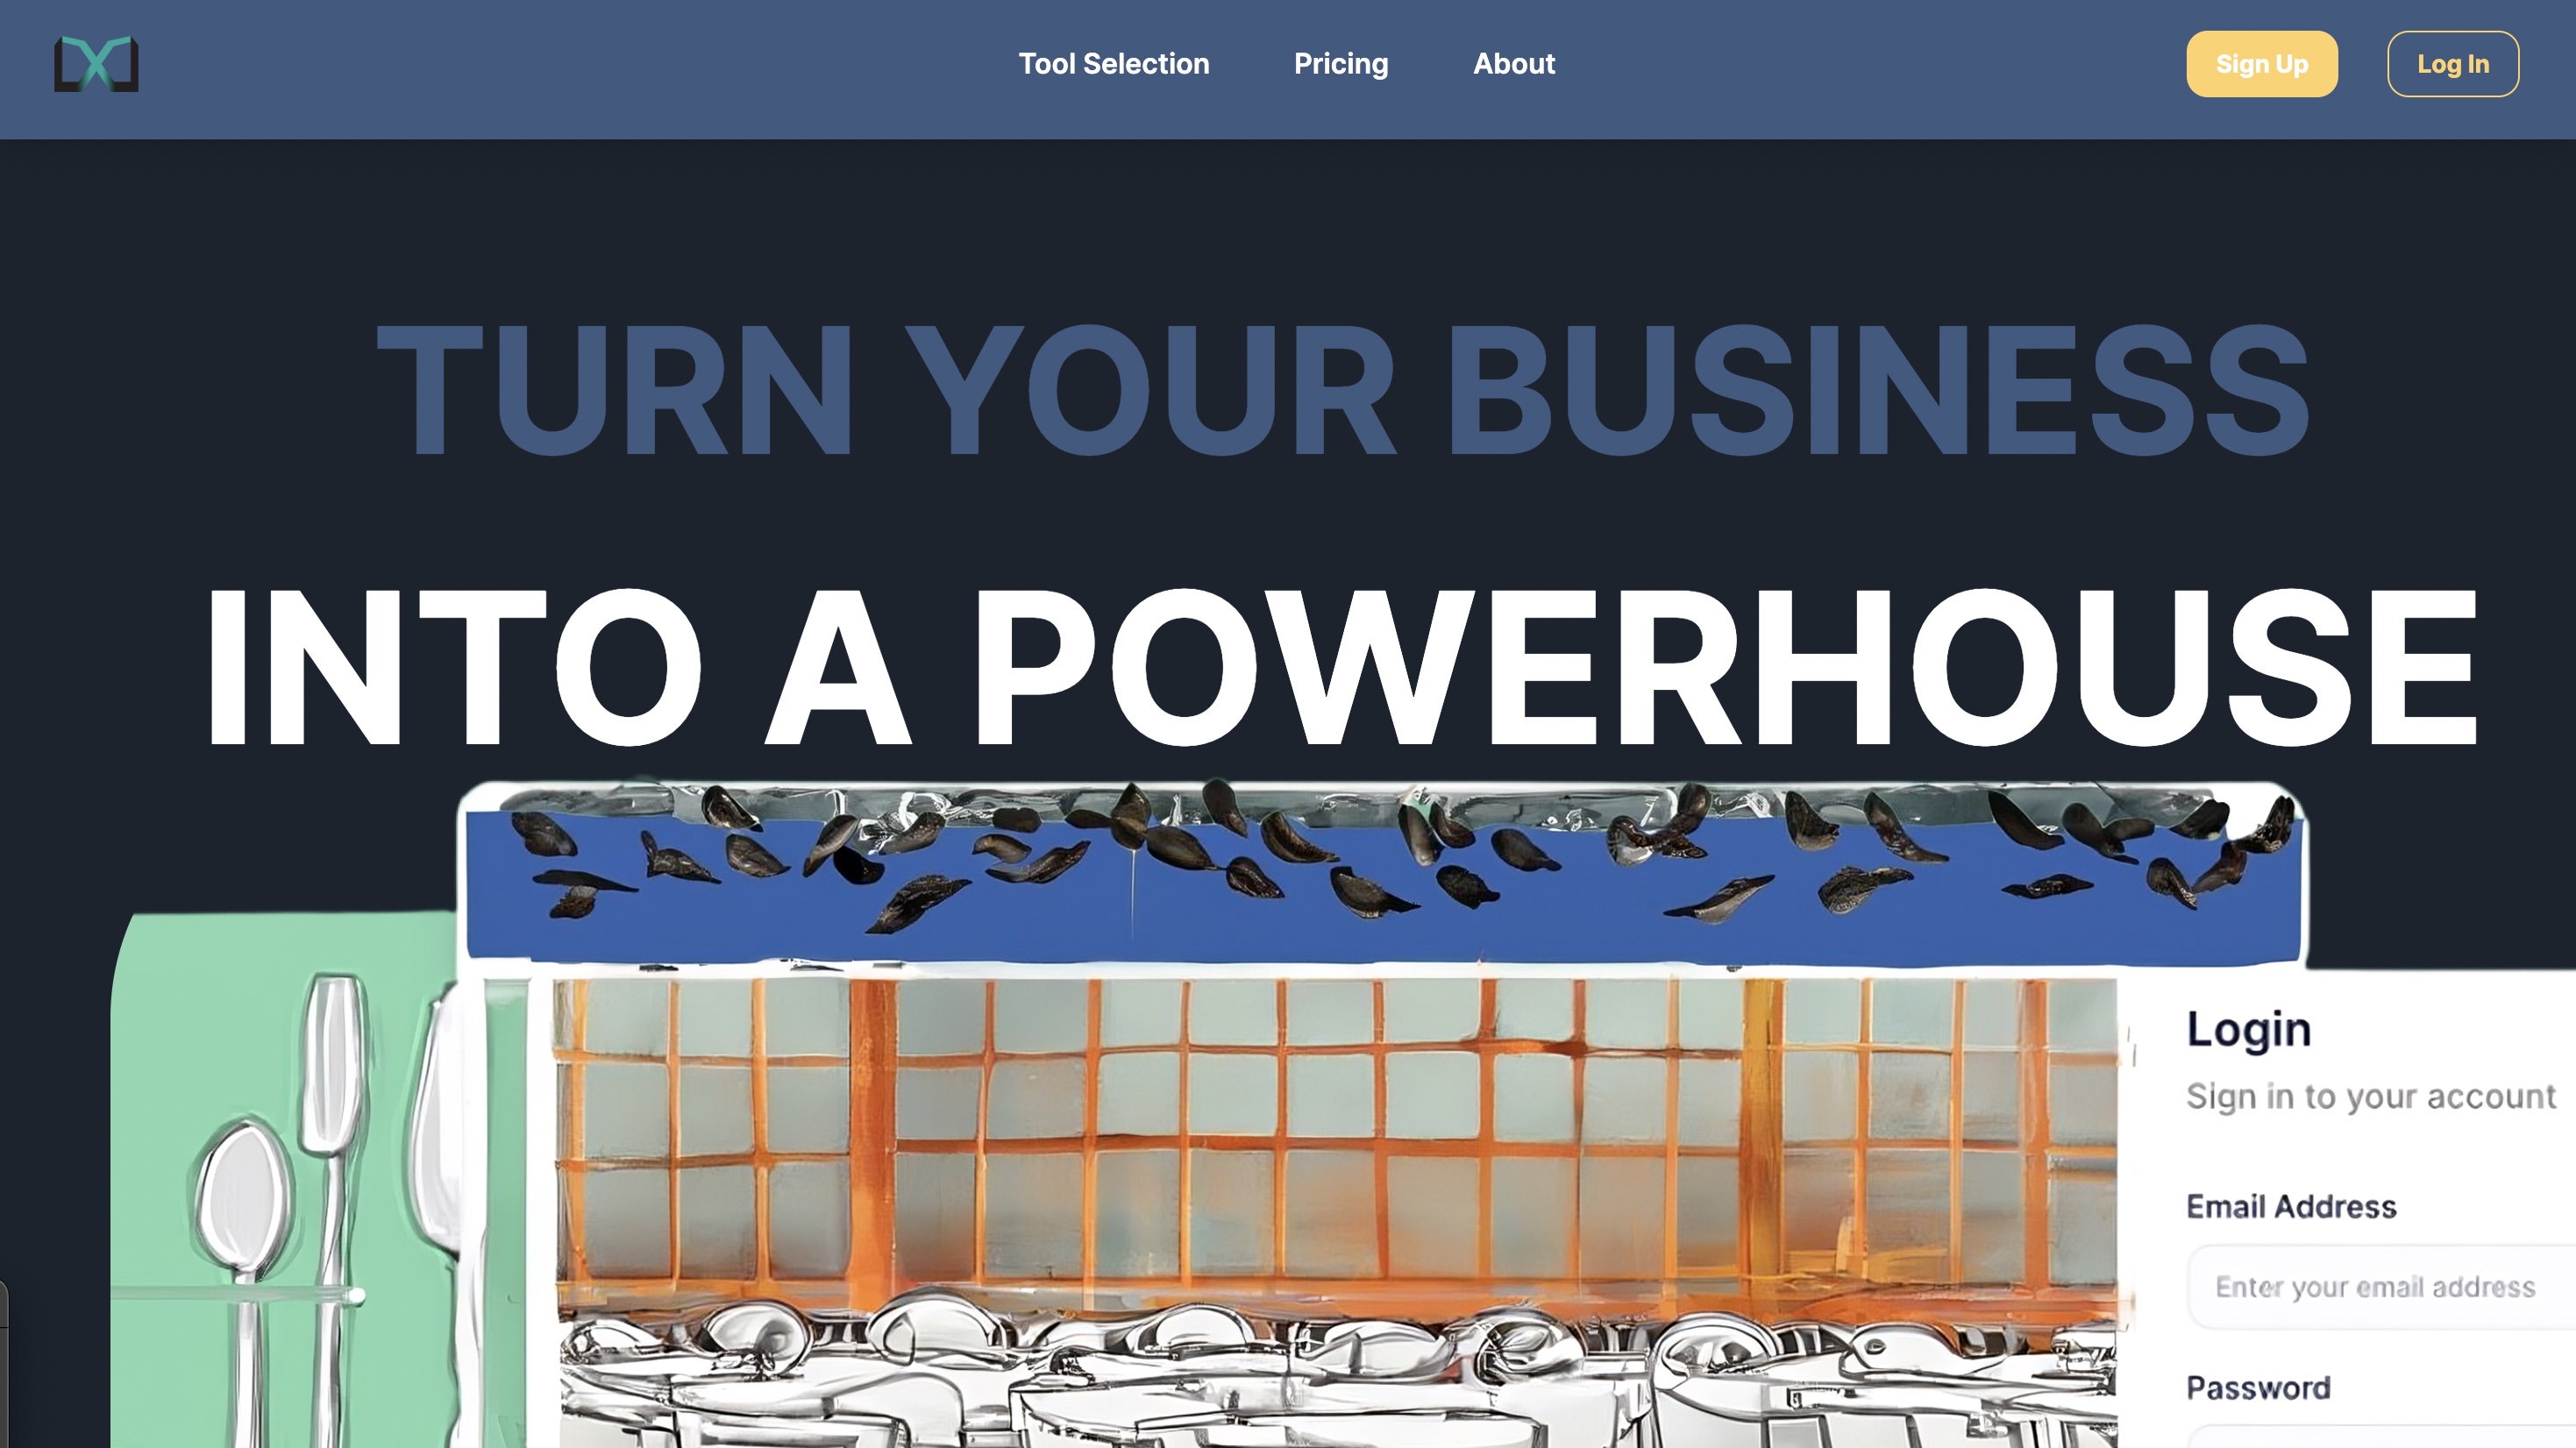 Tool Selection
Pricing
About
Sign Up
Log In
TURN YOUR BUSINESS
INTO A POWERHOUSE
Login
Sign in to your account
Email Address
Enter your email address
Password